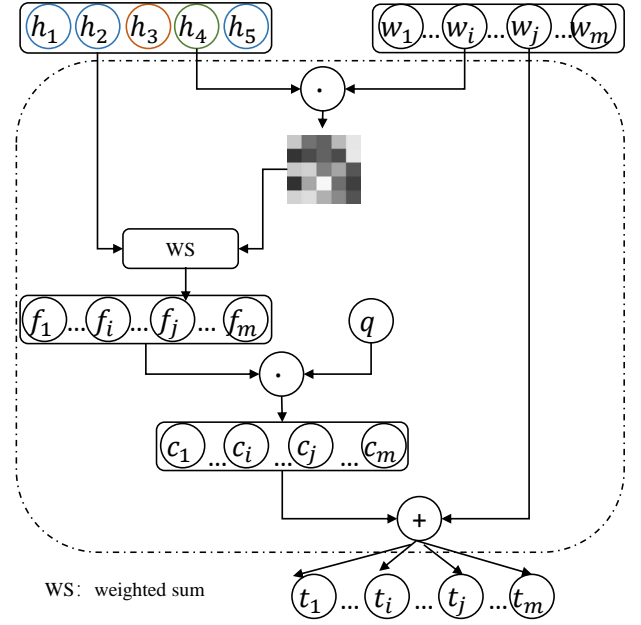 h₁ h₂ h₃ h₄ h₅ w₁ ... wᵢ ... wⱼ ... wₘ
·
WS
f₁ ... fᵢ ... fⱼ ... fₘ q
·
c₁ ... cᵢ ... cⱼ ... cₘ
+
WS: weighted sum t₁ ... tᵢ ... tⱼ ... tₘ